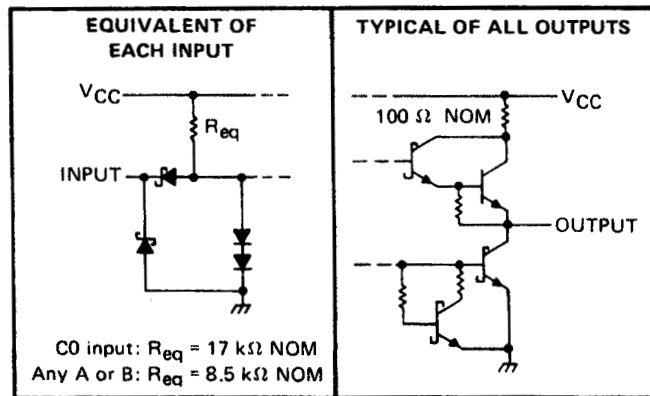 EQUIVALENT OF
EACH INPUT
VCC
Req
INPUT
C0 input: Req = 17 kΩ NOM
Any A or B: Req = 8.5 kΩ NOM
TYPICAL OF ALL OUTPUTS
VCC
100 Ω NOM
OUTPUT